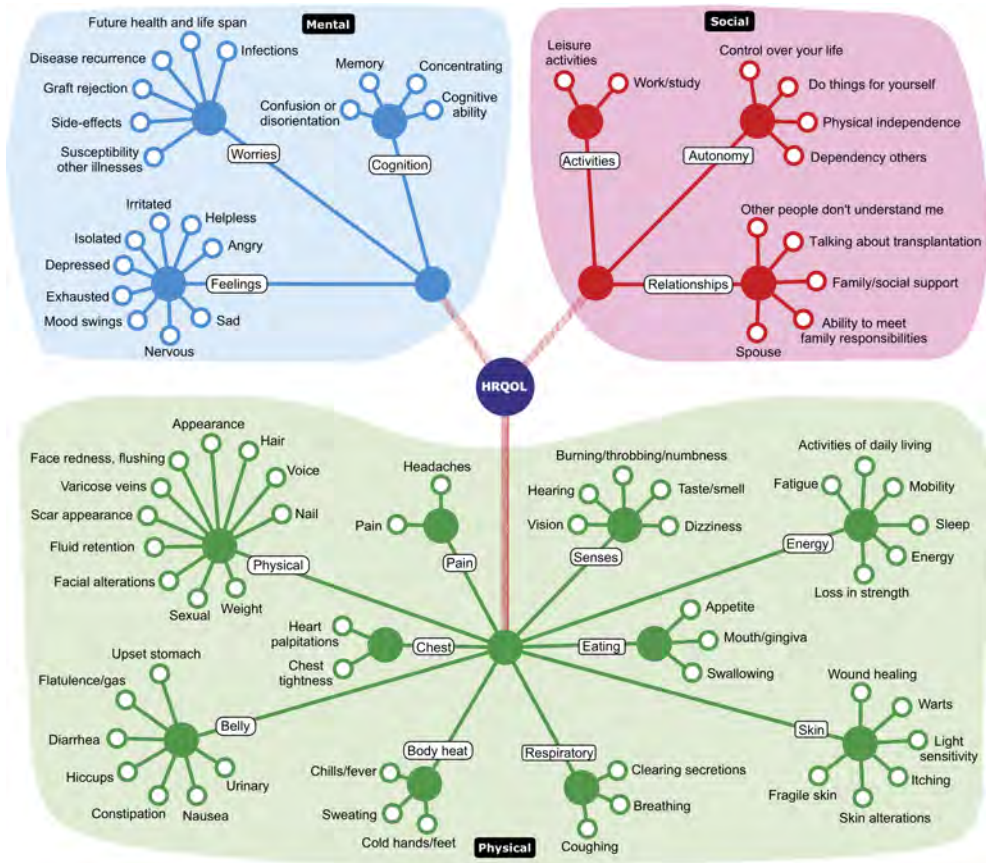 Mental
Future health and life span
Infections
Disease recurrence
Graft rejection
Side-effects
Susceptibility
other illnesses
Worries
Memory
Concentrating
Confusion or
disorientation
Cognitive
ability
Cognition
Irritated
Helpless
Isolated
Angry
Depressed
Exhausted
Mood swings
Sad
Nervous
Feelings
Social
Leisure
activities
Work/study
Activities
Control over your life
Do things for yourself
Physical independence
Dependency others
Autonomy
Other people don't understand me
Talking about transplantation
Family/social support
Ability to meet
family responsibilities
Spouse
Relationships
HRQOL
Appearance
Hair
Face redness, flushing
Voice
Varicose veins
Nail
Scar appearance
Fluid retention
Facial alterations
Sexual
Weight
Physical
Headaches
Pain
Pain
Burning/throbbing/numbness
Hearing
Taste/smell
Vision
Dizziness
Senses
Activities of daily living
Fatigue
Mobility
Sleep
Energy
Loss in strength
Energy
Heart
palpitations
Chest
tightness
Chest
Eating
Appetite
Mouth/gingiva
Swallowing
Upset stomach
Flatulence/gas
Diarrhea
Hiccups
Constipation
Nausea
Urinary
Belly
Body heat
Chills/fever
Sweating
Cold hands/feet
Respiratory
Clearing secretions
Breathing
Coughing
Skin
Wound healing
Warts
Light
sensitivity
Itching
Fragile skin
Skin alterations
Physical